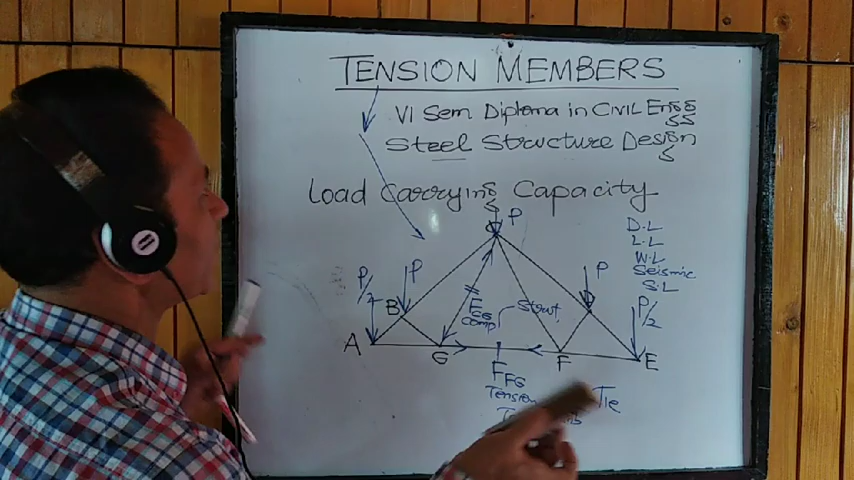 TENSION MEMBERS
VI Sem Diploma in CIVIL Engg
Steel Structure Design
Load Carrying Capacity
P
C
D.L
L.L
W.L
Seismic
S.L
P/2
P
P
P/2
B
F
comp
Strut
A
G
F
E
F FG
Tension
Tie